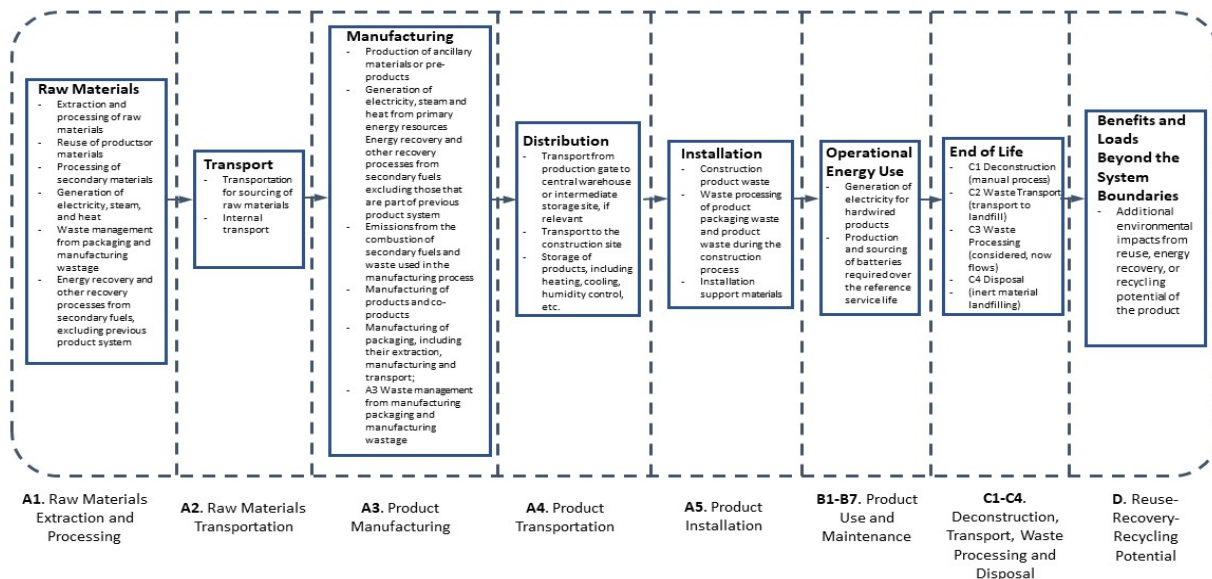 Raw Materials
- Extraction and
processing of raw
materials
- Reuse of productsor
materials
- Processing of
secondary materials
- Generation of
electricity, steam, and
heat
- Waste management
from packaging and
manufacturing
wastage
- Energy recovery and
other recovery
processes from
secondary fuels,
excluding previous
product system
Transport
- Transportation
for sourcing of
raw materials
- Internal
transport
Manufacturing
- Production of ancillary
materials or pre-
products
- Generation of
electricity, steam and
heat from primary
energy resources
Energy recovery and
other recovery
processes from
secondary fuels
excluding those that
are part of previous
product system
- Emissions from the
combustion of
secondary fuels and
waste used in the
manufacturing process
- Manufacturing of
products and co-
products
- Manufacturing of
packaging, including
their extraction,
manufacturing and
transport;
- A3 Waste management
from manufacturing
packaging and
manufacturing
wastage
Distribution
- Transport from
production gate to
central warehouse
or intermediate
storage site, if
relevant
- Transport to the
construction site
- Storage of
products, including
heating, cooling,
humidity control,
etc.
Installation
- Construction
product waste
- Waste processing
of product
packaging waste
and product
waste during the
construction
process
- Installation
support materials
Operational
Energy Use
- Generation of
electricity for
hardwired
products
- Production
and sourcing
of batteries
required over
the reference
service life
End of Life
- C1 Deconstruction
(manual process)
- C2 Waste Transport
(transport to
landfill)
- C3 Waste
Processing
(considered, now
flows)
- C4 Disposal
- (inert material
landfilling)
Benefits and
Loads
Beyond the
System
Boundaries
- Additional
environmental
impacts from
reuse, energy
recovery, or
recycling
potential of
the product
A1. Raw Materials
Extraction and
Processing
A2. Raw Materials
Transportation
A3. Product
Manufacturing
A4. Product
Transportation
A5. Product
Installation
B1-B7. Product
Use and
Maintenance
C1-C4.
Deconstruction,
Transport, Waste
Processing and
Disposal
D. Reuse-
Recovery-
Recycling
Potential